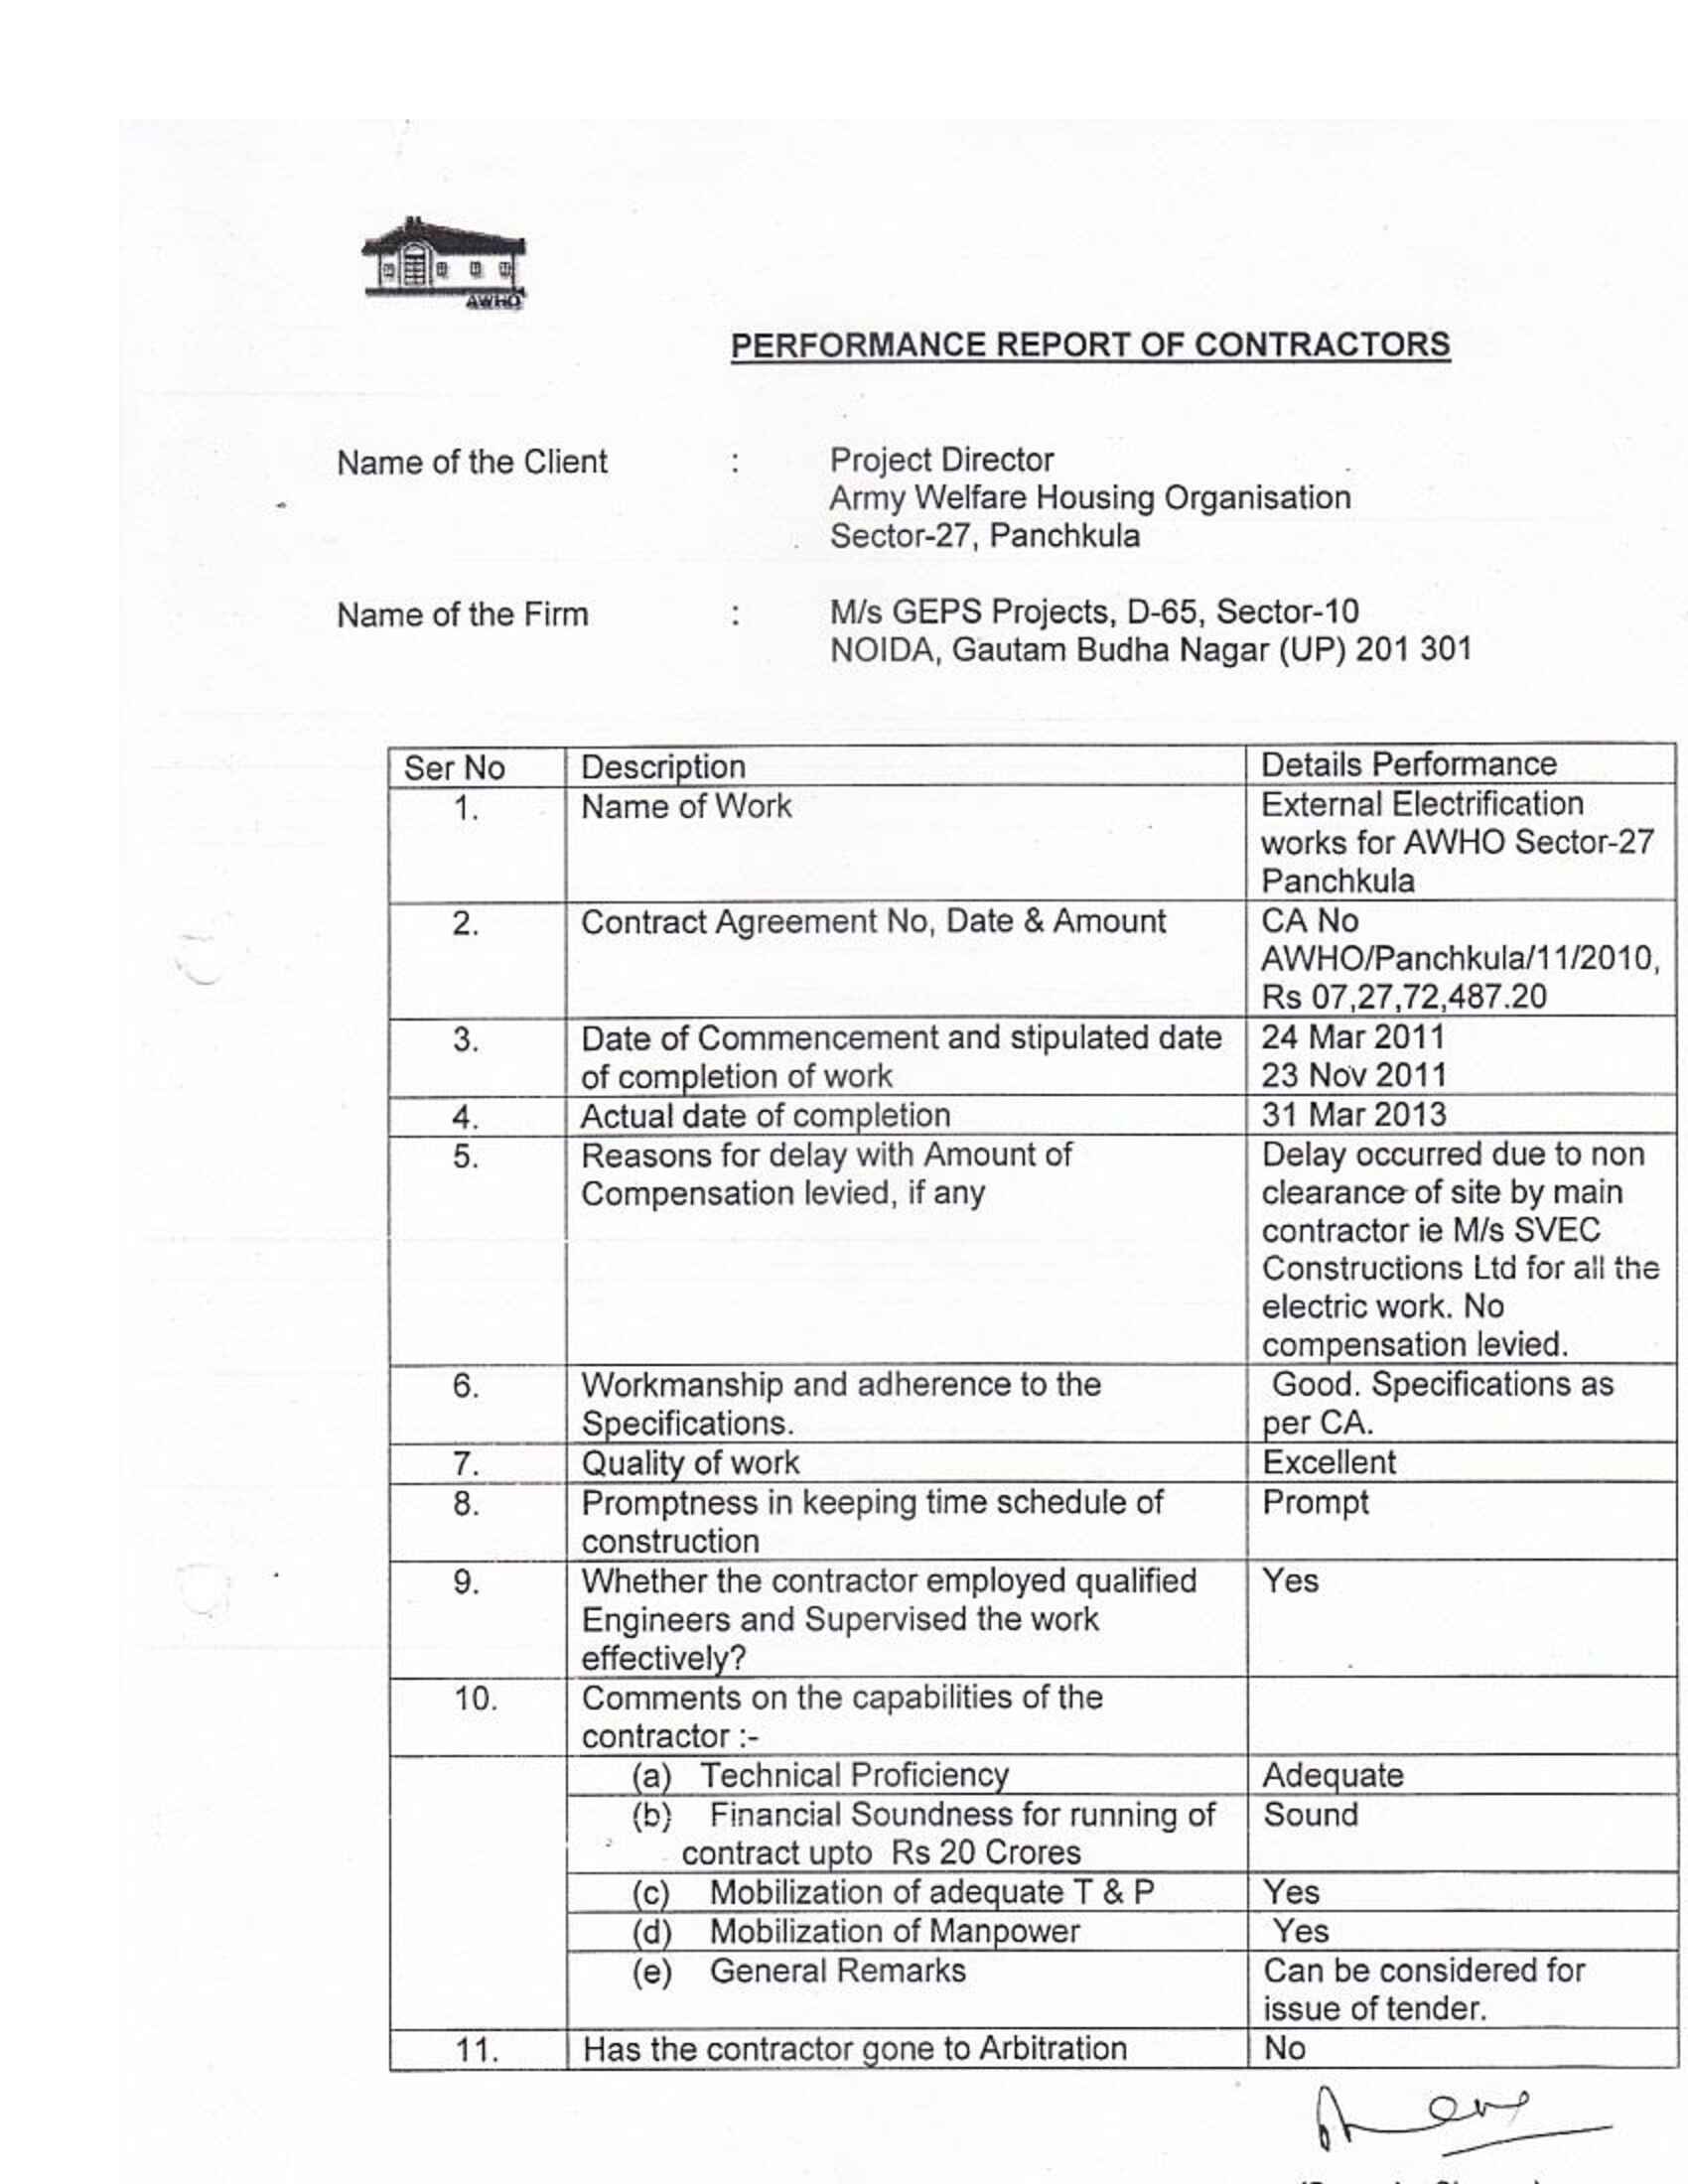 AWHO
PERFORMANCE REPORT OF CONTRACTORS
Name of the Client : Project Director
Army Welfare Housing Organisation
Sector-27, Panchkula
Name of the Firm : M/s GEPS Projects, D-65, Sector-10
NOIDA, Gautam Budha Nagar (UP) 201 301
Ser No Description Details Performance
1. Name of Work External Electrification
works for AWHO Sector-27
Panchkula
2. Contract Agreement No, Date & Amount CA No
AWHO/Panchkula/11/2010,
Rs 07,27,72,487.20
3. Date of Commencement and stipulated date 24 Mar 2011
of completion of work 23 Nov 2011
4. Actual date of completion 31 Mar 2013
5. Reasons for delay with Amount of Delay occurred due to non
Compensation levied, if any clearance of site by main
contractor ie M/s SVEC
Constructions Ltd for all the
electric work. No
compensation levied.
6. Workmanship and adherence to the Good. Specifications as
Specifications. per CA.
7. Quality of work Excellent
8. Promptness in keeping time schedule of Prompt
construction
9. Whether the contractor employed qualified Yes
Engineers and Supervised the work
effectively?
10. Comments on the capabilities of the
contractor :-
(a) Technical Proficiency Adequate
(b) Financial Soundness for running of Sound
contract upto Rs 20 Crores
(c) Mobilization of adequate T & P Yes
(d) Mobilization of Manpower Yes
(e) General Remarks Can be considered for
issue of tender.
11. Has the contractor gone to Arbitration No